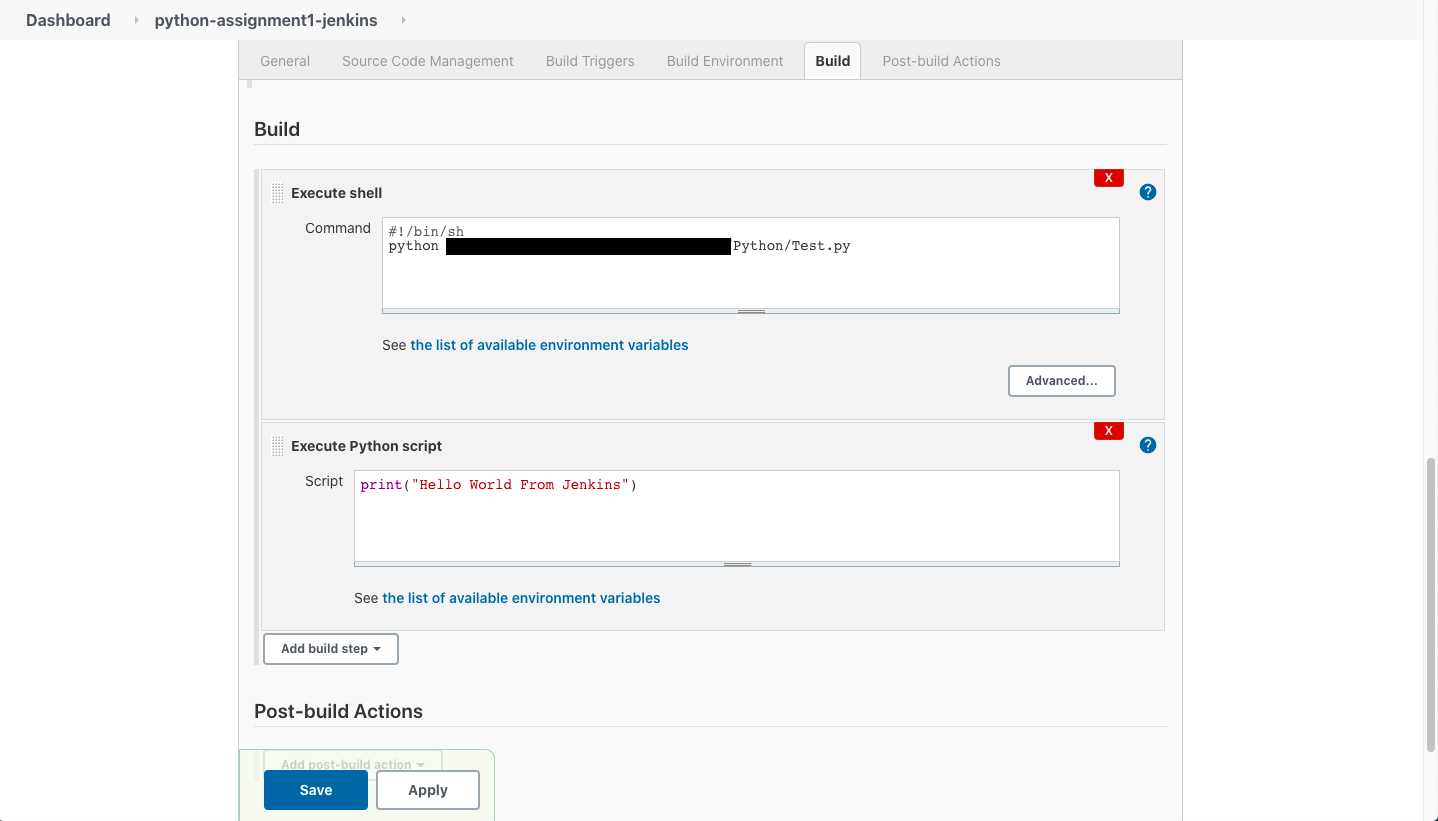 Dashboard python-assignment1-jenkins
General Source Code Management Build Triggers Build Environment Build Post-build Actions
Build
X
Execute shell ?
Command
#!/bin/sh
python Python/Test.py
See the list of available environment variables
Advanced...
X
Execute Python script ?
Script
print("Hello World From Jenkins")
See the list of available environment variables
Add build step
Post-build Actions
Add post-build action
Save Apply